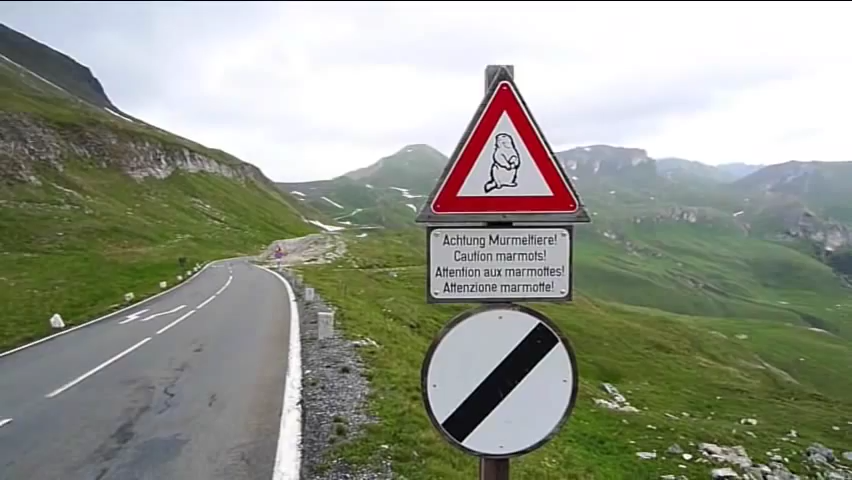 Achtung Murmeltiere!
Caution marmots!
Attention aux marmottes!
Attenzione marmotte!